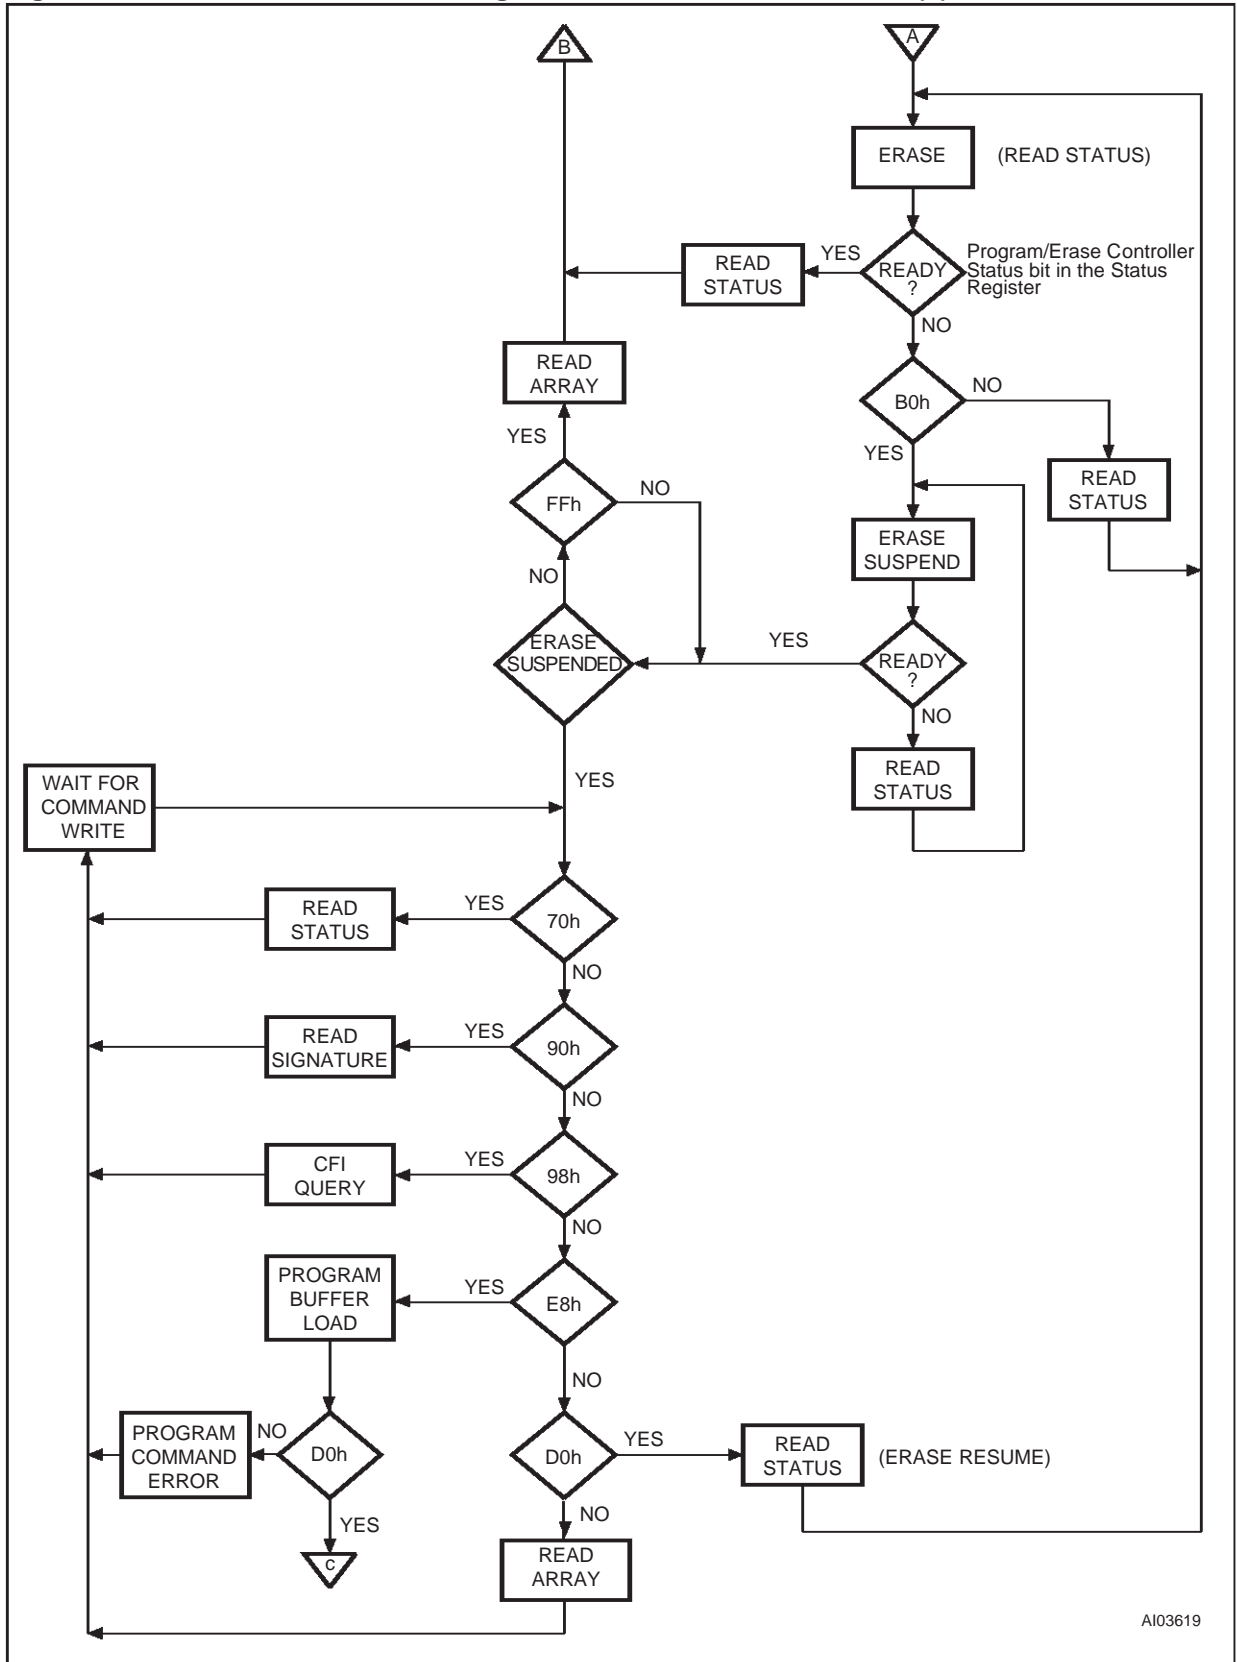 B
A
ERASE
(READ STATUS)
READ
STATUS
YES
READY
?
Program/Erase Controller
Status bit in the Status
Register
NO
READ
ARRAY
B0h
NO
YES
YES
READ
STATUS
FFh
NO
ERASE
SUSPEND
NO
ERASE
SUSPENDED
YES
READY
?
NO
YES
READ
STATUS
WAIT FOR
COMMAND
WRITE
READ
STATUS
YES
70h
NO
READ
SIGNATURE
YES
90h
NO
CFI
QUERY
YES
98h
NO
PROGRAM
BUFFER
LOAD
YES
E8h
NO
PROGRAM
COMMAND
ERROR
NO
D0h
YES
c
D0h
YES
READ
STATUS
(ERASE RESUME)
NO
READ
ARRAY
AI03619